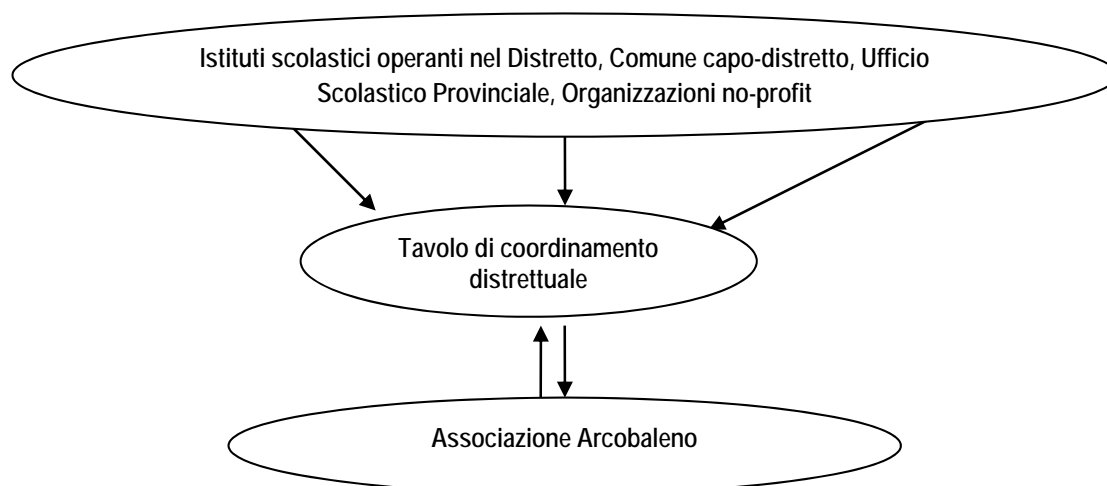 Istituti scolastici operanti nel Distretto, Comune capo-distretto, Ufficio
Scolastico Provinciale, Organizzazioni no-profit
Tavolo di coordinamento
distrettuale
Associazione Arcobaleno